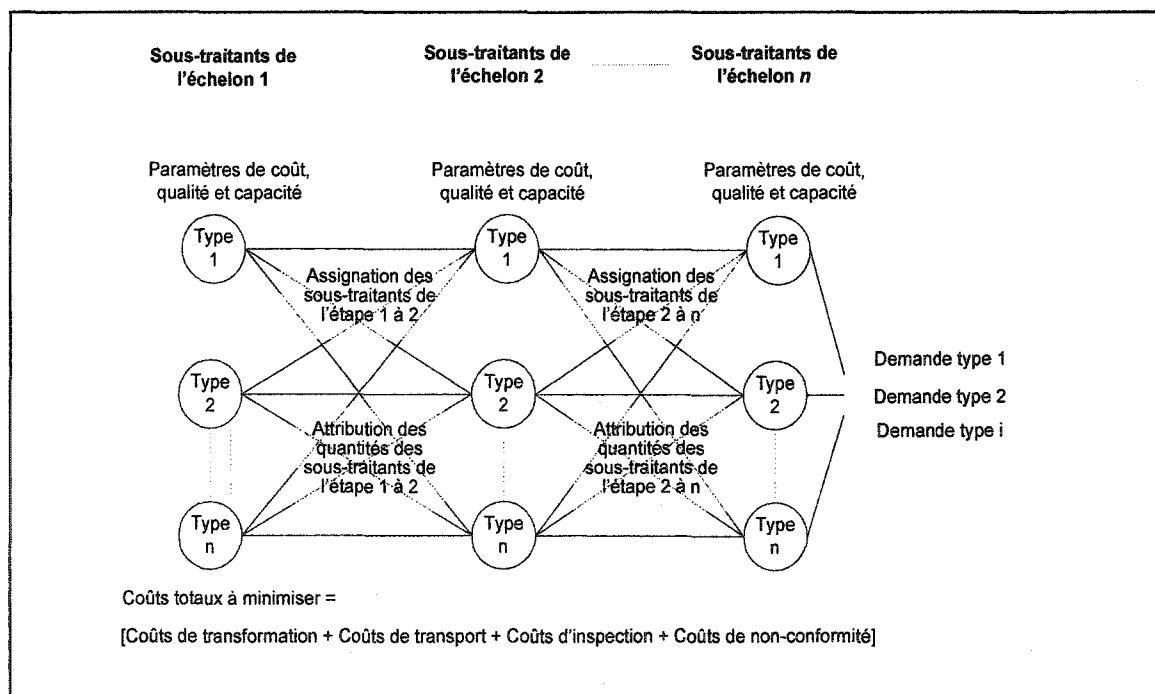 Sous-traitants de
l'échelon 1
Sous-traitants de
l'échelon 2
Sous-traitants de
l'échelon n
Paramètres de coût,
qualité et capacité
Paramètres de coût,
qualité et capacité
Paramètres de coût,
qualité et capacité
Type
1
Type
1
Type
1
Assignation des
sous-traitants de
l'étape 1 à 2
Assignation des
sous-traitants de
l'étape 2 à n
Type
2
Type
2
Type
2
Demande type 1
Demande type 2
Demande type i
Attribution des
quantités des
sous-traitants de
l'étape 1 à 2
Attribution des
quantités des
sous-traitants de
l'étape 2 à n
Type
n
Type
n
Type
n
Coûts totaux à minimiser =
[Coûts de transformation + Coûts de transport + Coûts d'inspection + Coûts de non-conformité]